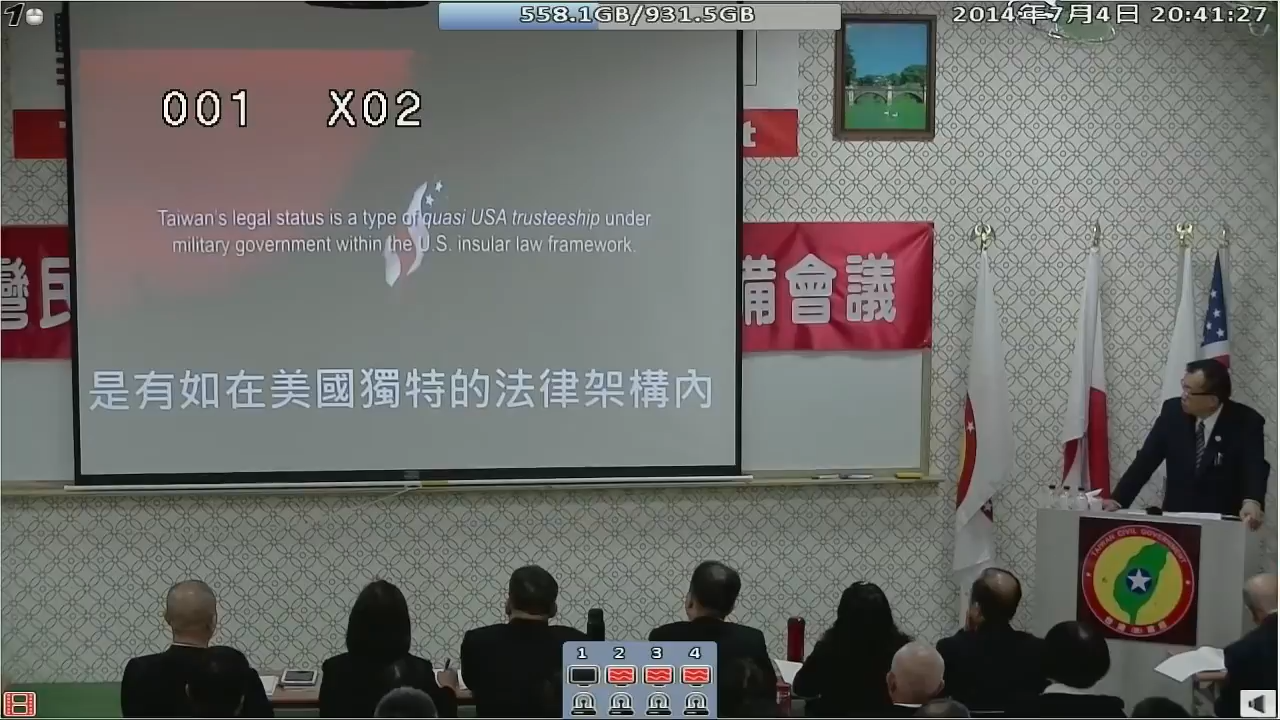 558.1GB/931.5GB
2014年7月4日 20:41:27
001 X02
t
Taiwan's legal status is a type of quasi USA trusteeship under
military government within the U.S. insular law framework.
灣民
備會議
是有如在美國獨特的法律架構內
TAIWAN CIVIL GOVERNMENT
1 2 3 4